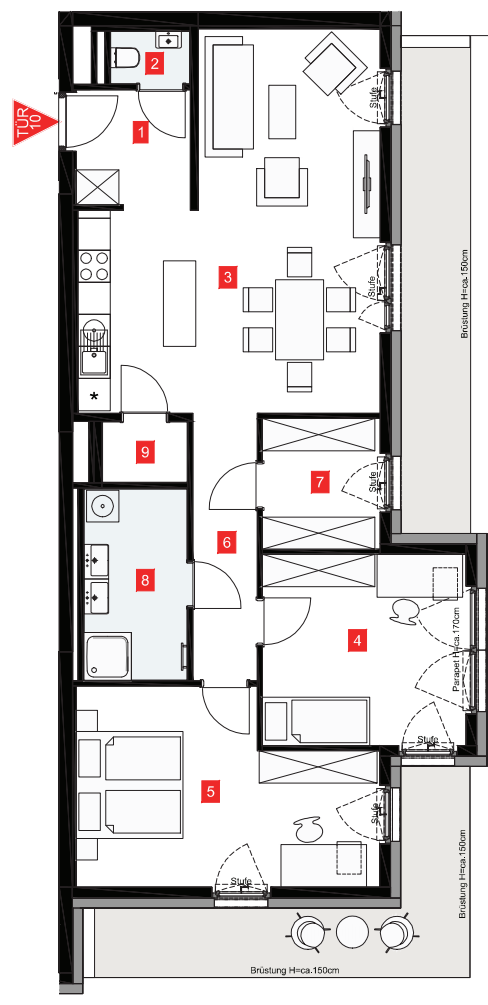 2
Stufe
TÜR
10
1
3
Stufe
Brüstung H=ca.150cm
*
9
7
Stufe
6
8
4
Parapet H=ca.170cm
Stufe
5
Stufe
Stufe
Brüstung H=ca.150cm
Brüstung H=ca.150cm